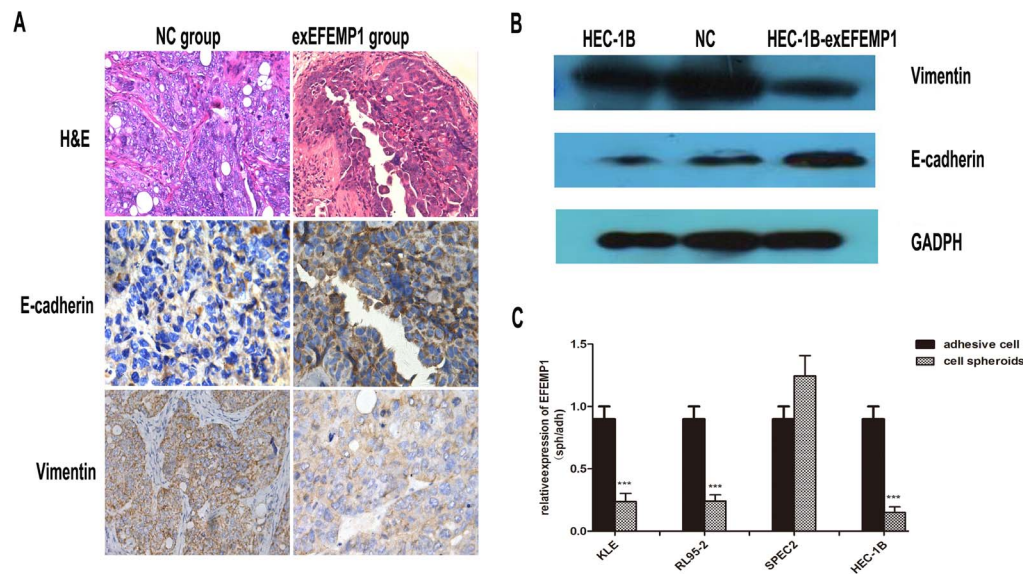 A
NC group
exEFEMP1 group
H&E
E-cadherin
Vimentin
B
HEC-1B
NC
HEC-1B-exEFEMP1
Vimentin
E-cadherin
GADPH
C
adhesive cell
cell spheroids
relativeexpression of EFEMP1
(sph/adh)
1.5
1.0
0.5
0.0
***
***
***
KLE
RL95-2
SPEC2
HEC-1B